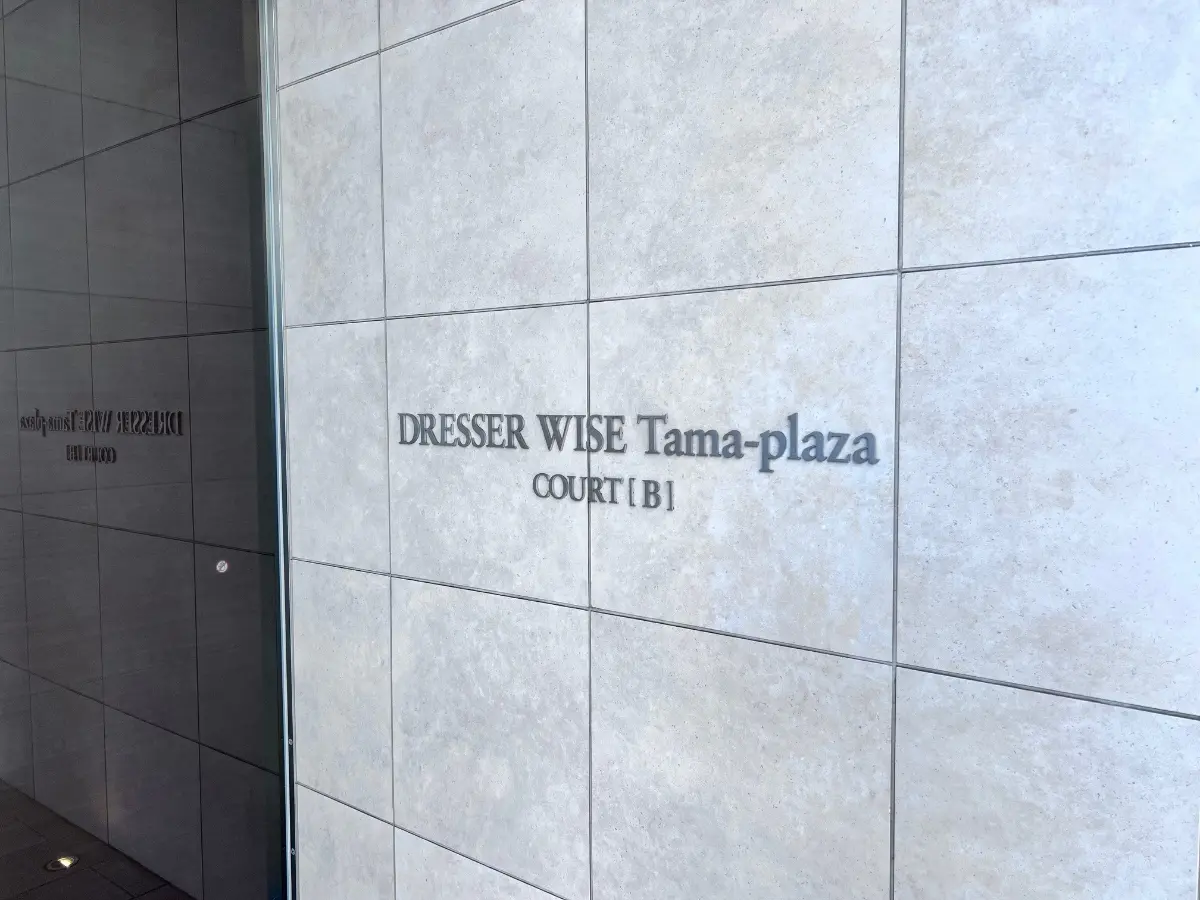 DRESSER WISE Tama-plaza
COURT [ B ]